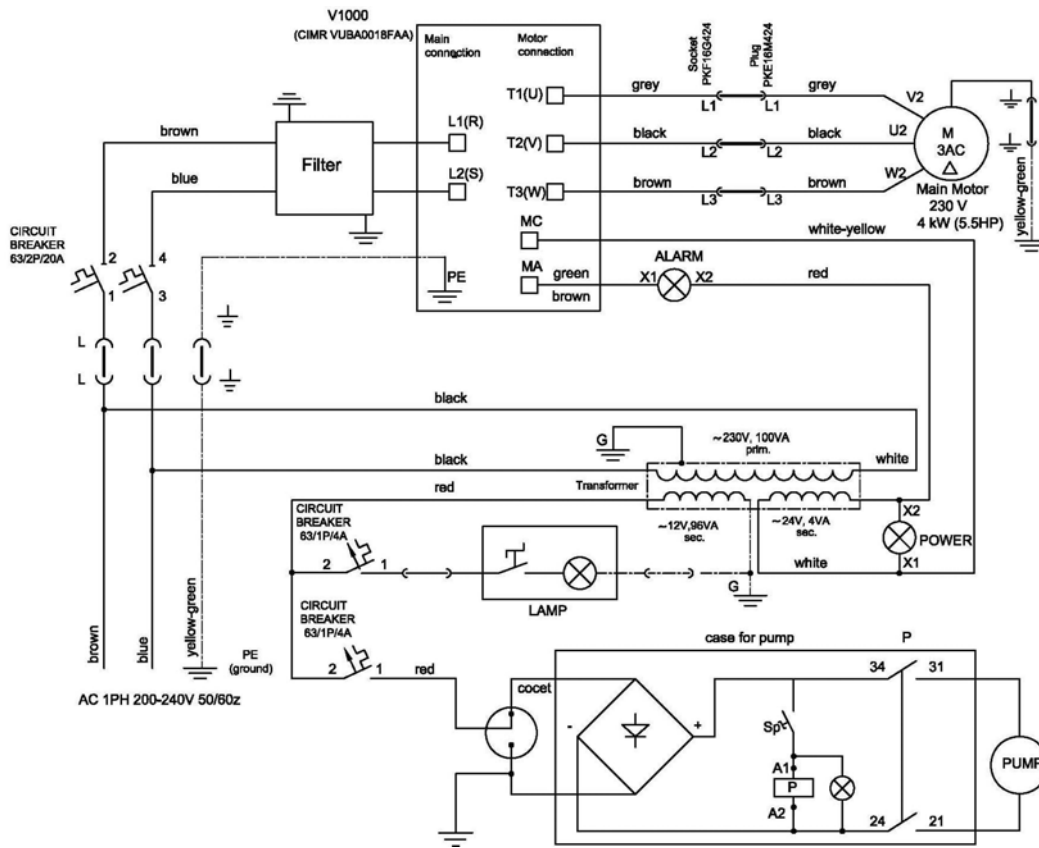 V1000
(CIMR VUBA0018FAA)
Main
connection
Motor
connection
Socket
PKF16G424
Plug
PKE16M424
brown
blue
Filter
L1(R)
L2(S)
T1(U)
T2(V)
T3(W)
MC
MA
PE
grey
L1
L1
grey
V2
black
L2
L2
black
U2
brown
L3
L3
brown
W2
M
3AC
Main Motor
230 V
4 kW (5.5HP)
yellow-green
white-yellow
green
brown
X1
ALARM
X2
red
CIRCUIT
BREAKER
63/2P/20A
2
4
1
3
L
L
black
black
G
~230V, 100VA
prim.
white
red
Transformer
~12V,96VA
sec.
~24V, 4VA
sec.
X2
POWER
X1
white
CIRCUIT
BREAKER
63/1P/4A
2
1
LAMP
G
CIRCUIT
BREAKER
63/1P/4A
2
1
red
brown
blue
yellow-green
PE
(ground)
AC 1PH 200-240V 50/60z
cocet
case for pump
P
34
31
-
+
Sp
A1
P
A2
24
21
PUMP